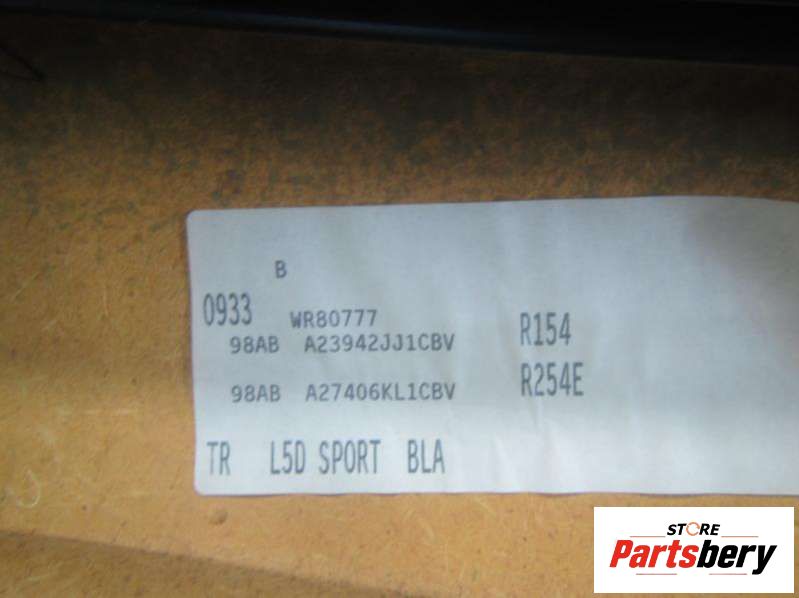 B
0933 WR80777
98AB A23942JJ1CBV R154
98AB A27406KL1CBV R254E
TR L5D SPORT BLA
STORE
Partsbery